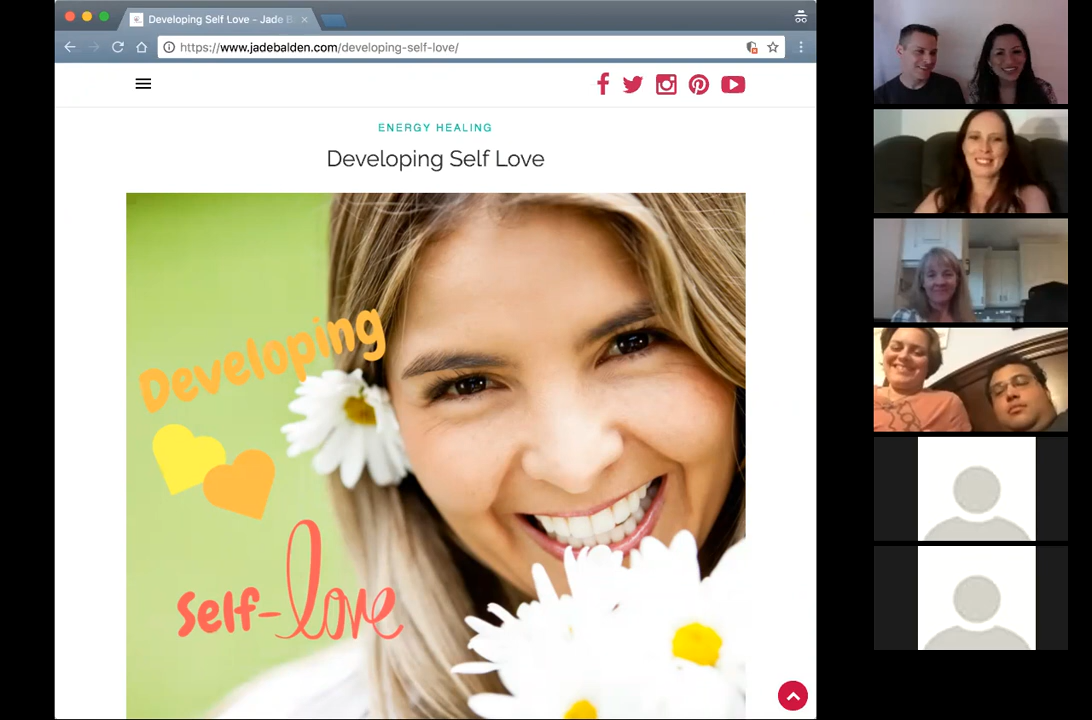 Developing Self Love - Jade B
https://www.jadebalden.com/developing-self-love/
ENERGY HEALING
Developing Self Love
Developing
self-love